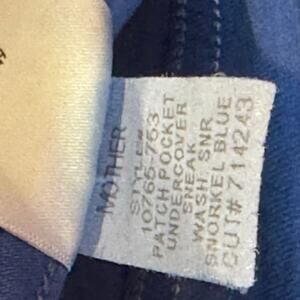 MOTHER
STYLE#
10765-753
PATCH POCKET
UNDERCOVER
SNEAK
WASH SNR
SNORKEL BLUE
CUT# 714243